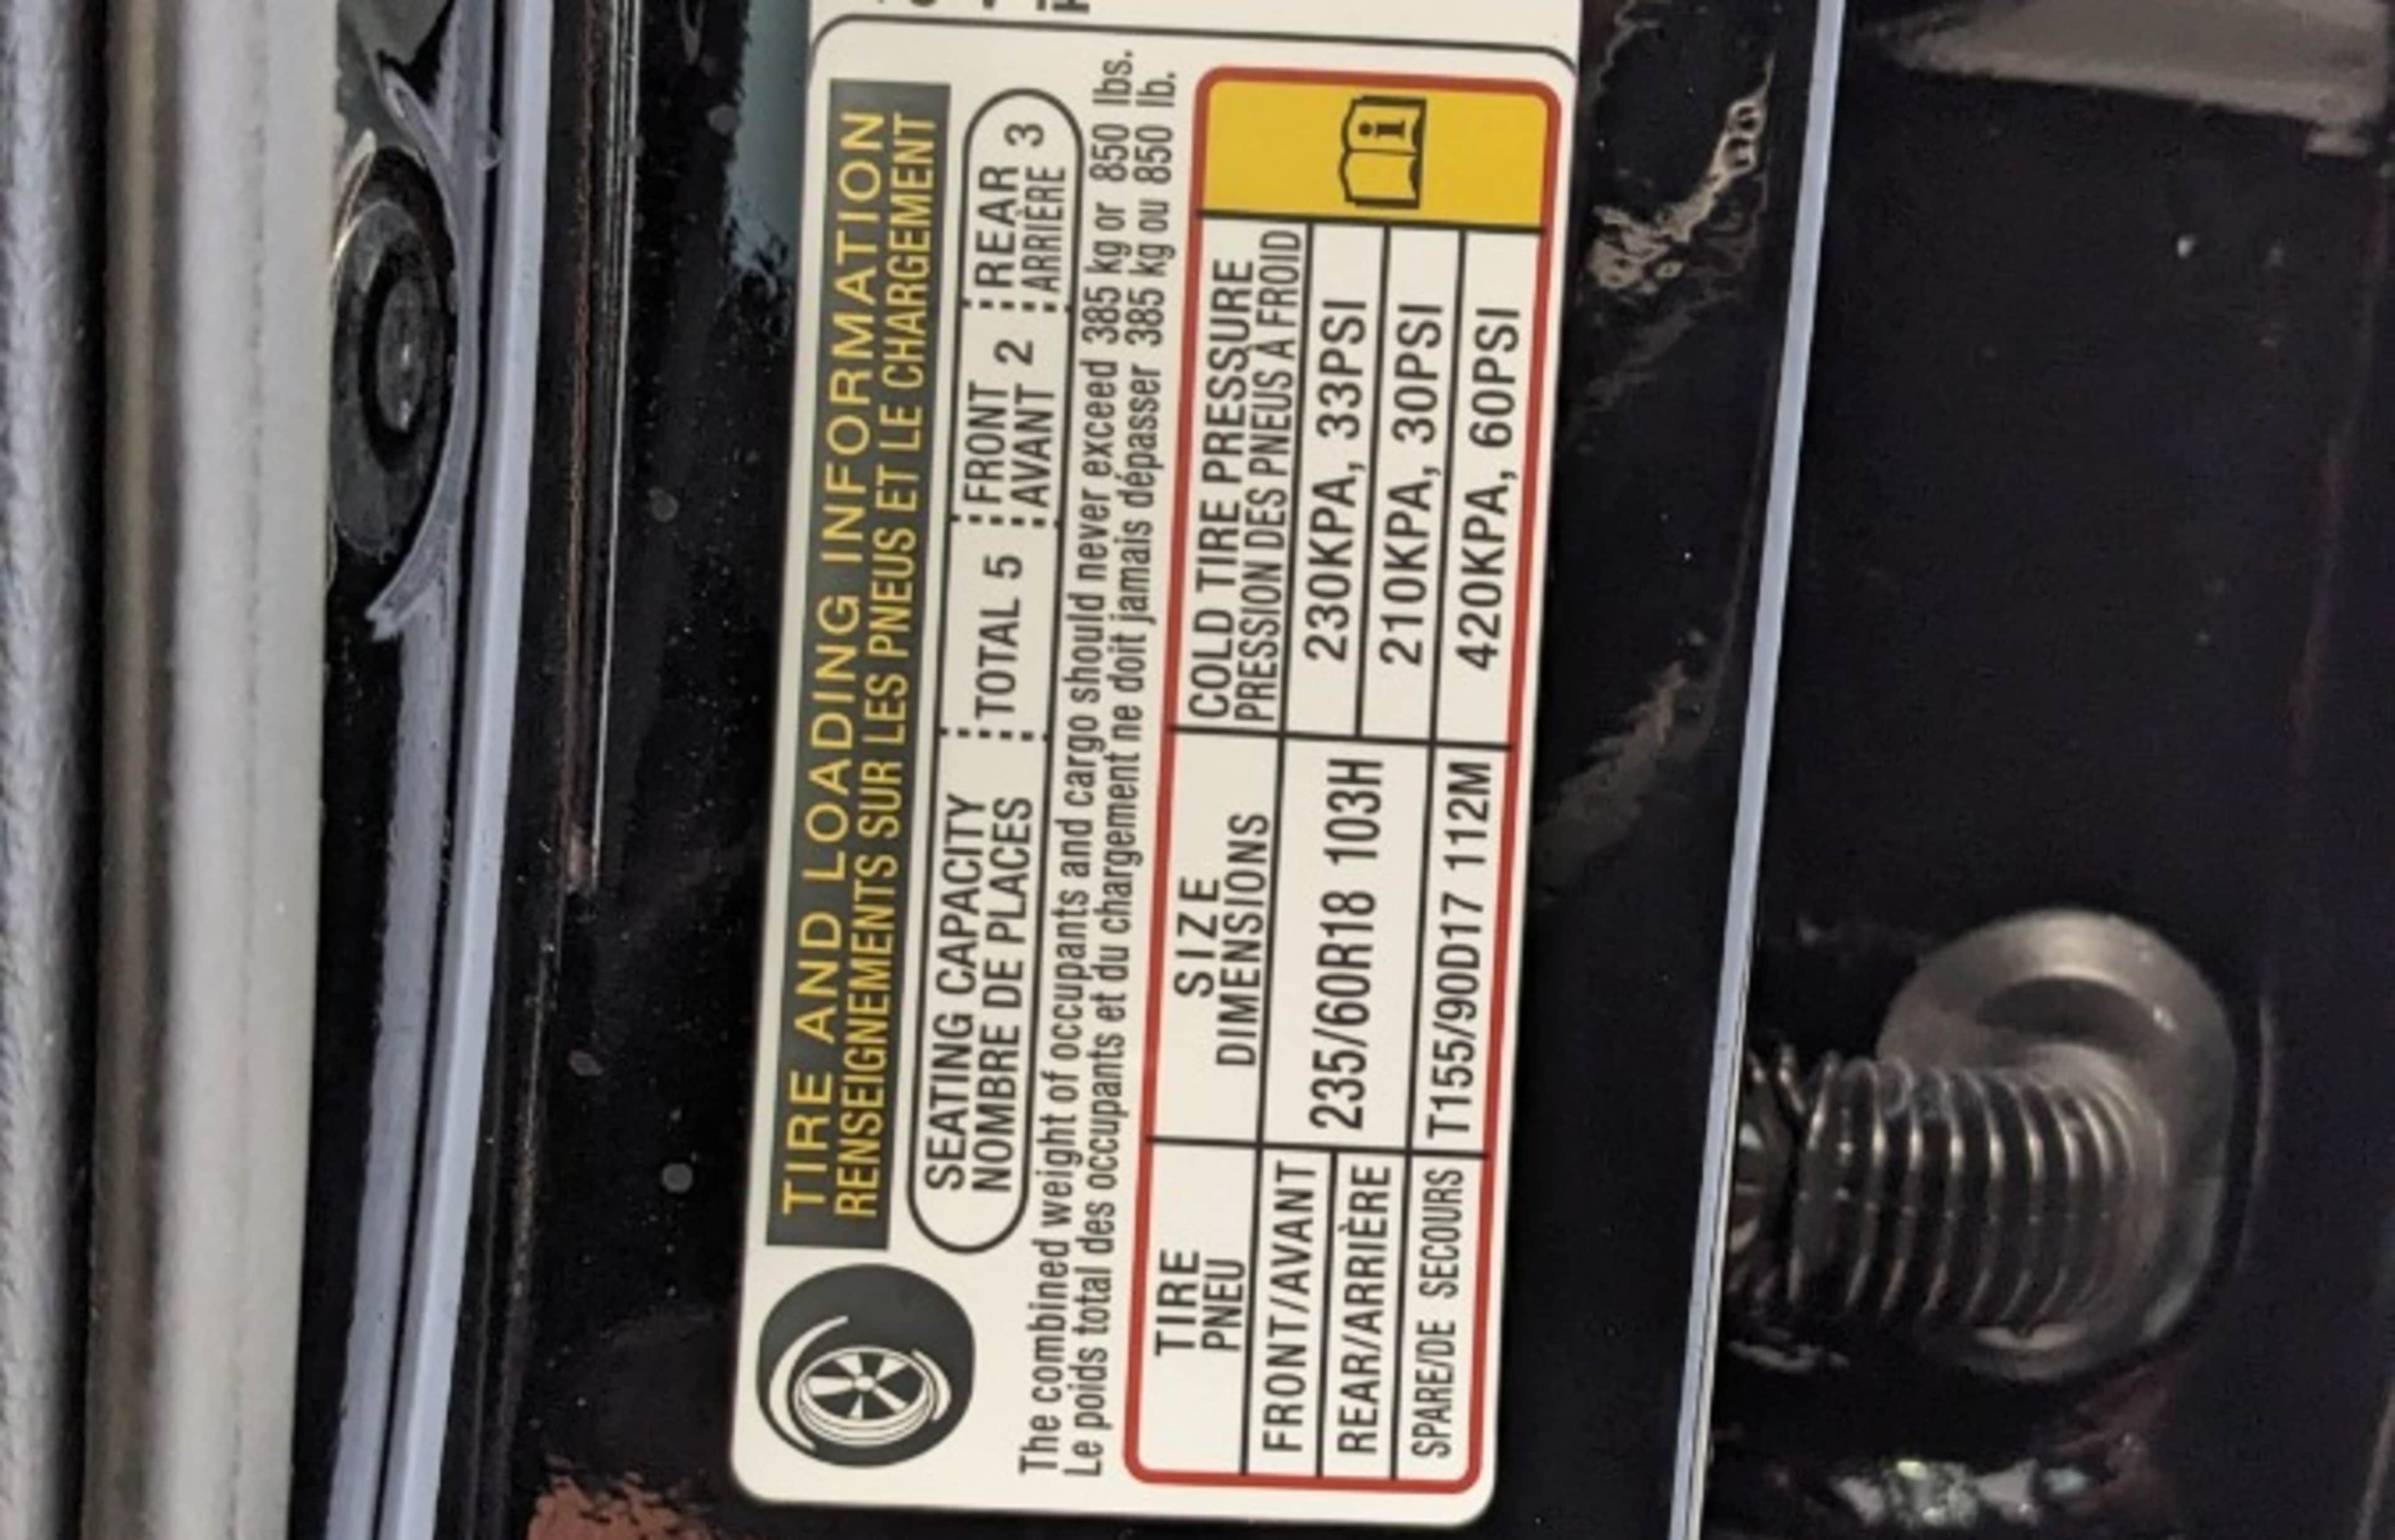 TIRE AND LOADING INFORMATION
RENSEIGNEMENTS SUR LES PNEUS ET LE CHARGEMENT
SEATING CAPACITY TOTAL 5 FRONT 2 REAR 3
NOMBRE DE PLACES AVANT ARRIÈRE
The combined weight of occupants and cargo should never exceed 385 kg or 850 lbs.
Le poids total des occupants et du chargement ne doit jamais dépasser 385 kg ou 850 lb.
TIRE SIZE COLD TIRE PRESSURE
PNEU DIMENSIONS PRESSION DES PNEUS À FROID
FRONT/AVANT 235/60R18 103H 230KPA, 33PSI
REAR/ARRIÈRE 210KPA, 30PSI
SPARE/DE SECOURS T155/90D17 112M 420KPA, 60PSI
i